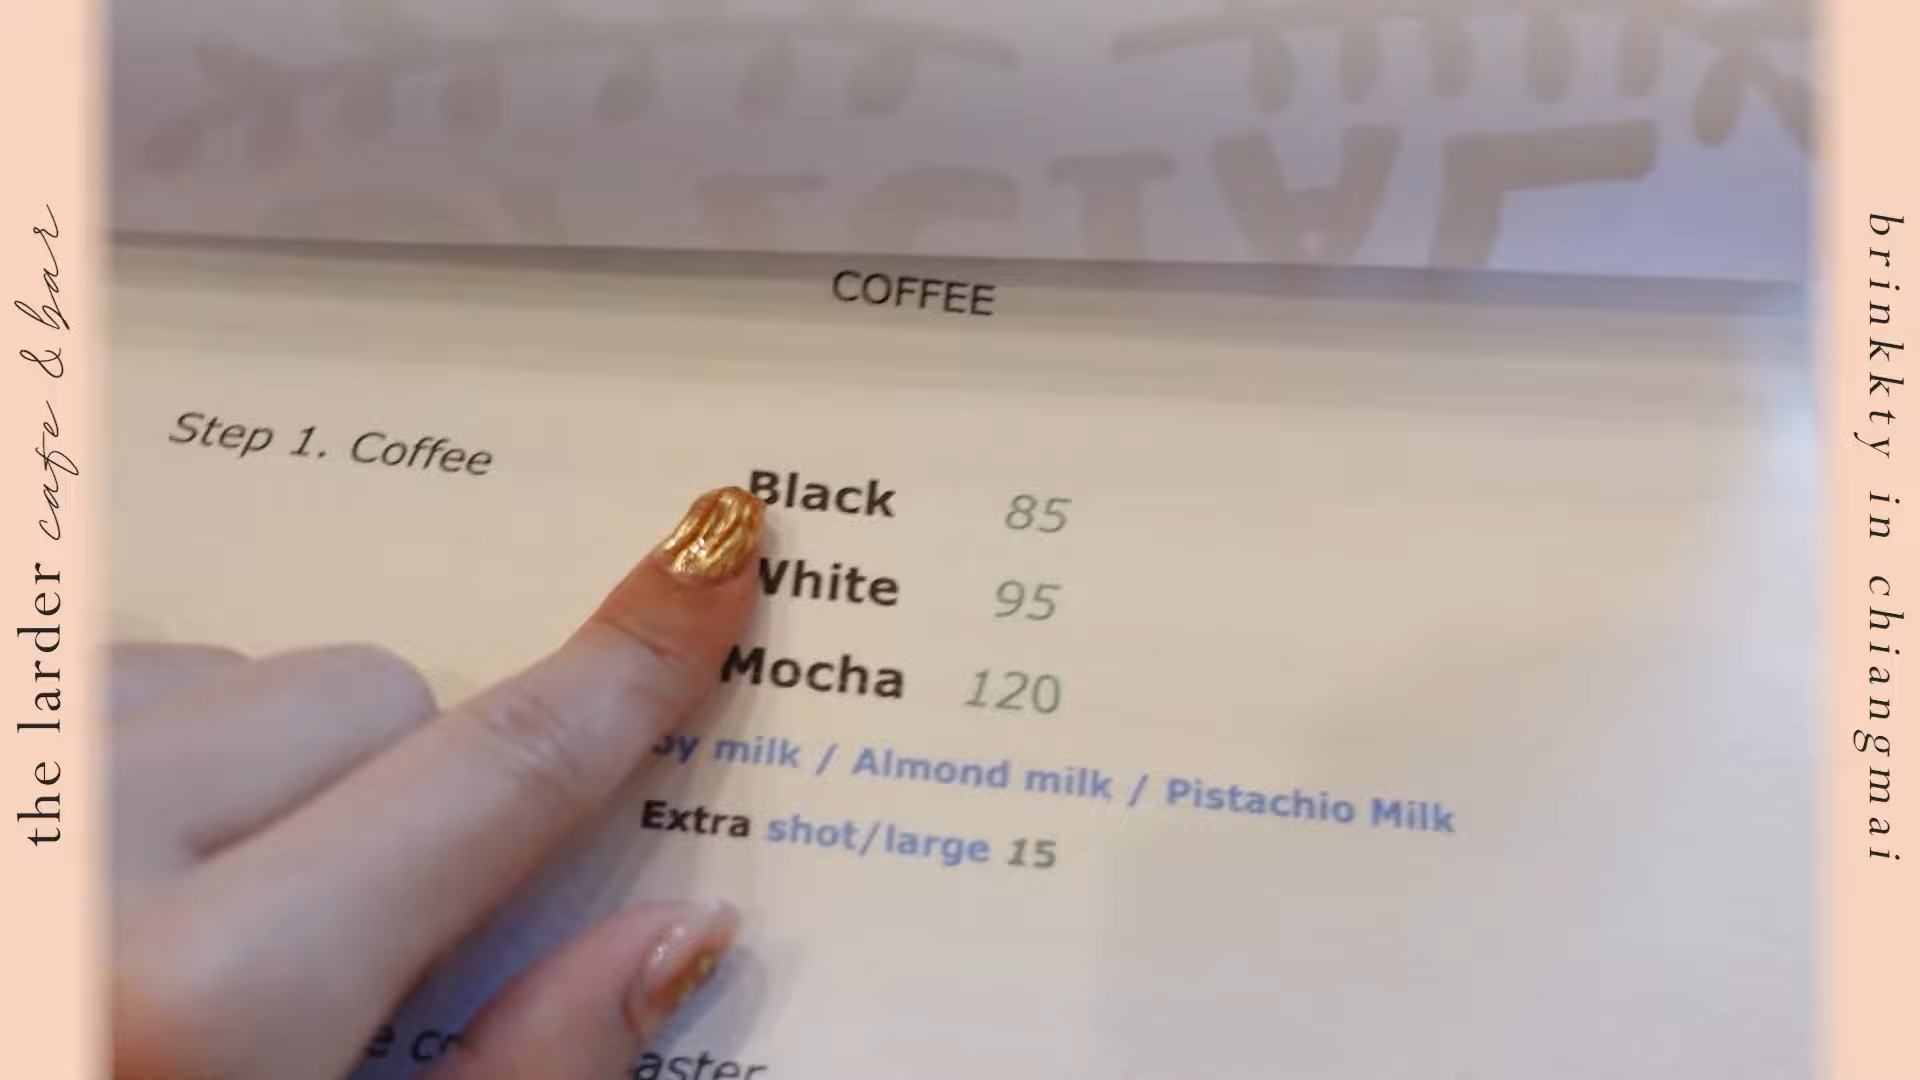 the larder cafe & bar
COFFEE
Step 1. Coffee
Black 85
White 95
Mocha 120
milk / Almond milk / Pistachio Milk
Extra shot/large 15
brinkkty in chiangmai